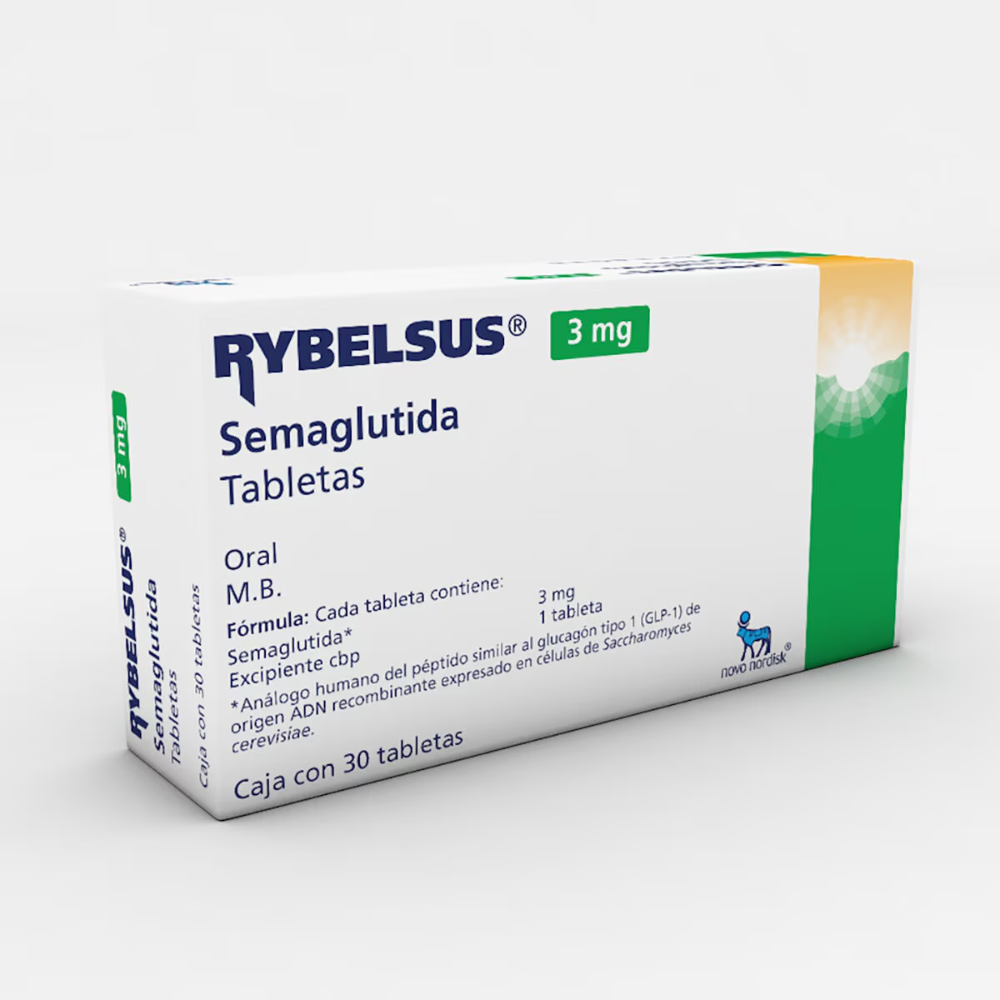 RYBELSUS® 3 mg
Semaglutida
Tabletas
Oral
M.B.
Fórmula: Cada tableta contiene:
Semaglutida* 3 mg
Excipiente cbp 1 tableta
*Análogo humano del péptido similar al glucagón tipo 1 (GLP-1) de
origen ADN recombinante expresado en células de Saccharomyces
cerevisiae.
Caja con 30 tabletas
novo nordisk®
RYBELSUS® 3 mg
Semaglutida
Tabletas
Caja con 30 tabletas